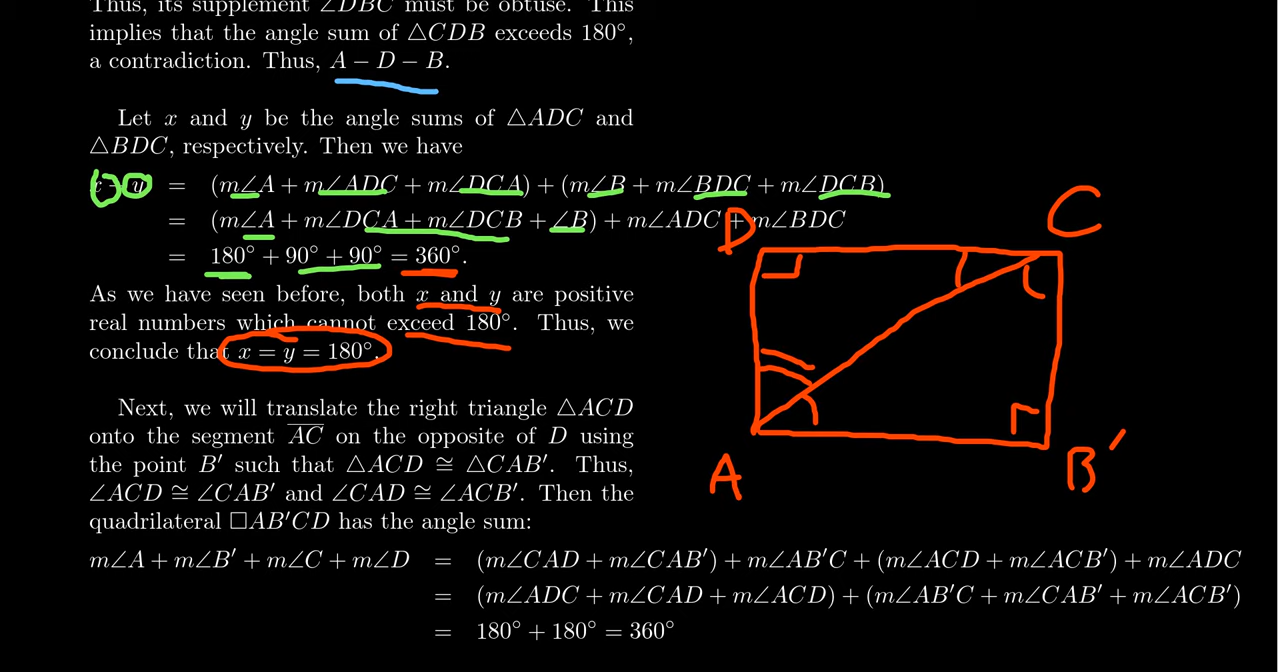 Thus, its supplement ∠DBC must be obtuse. This
implies that the angle sum of △CDB exceeds 180°,
a contradiction. Thus, A − D − B.
Let x and y be the angle sums of △ADC and
△BDC, respectively. Then we have
x + y = (m∠A + m∠ADC + m∠DCA) + (m∠B + m∠BDC + m∠DCB)
= (m∠A + m∠DCA + m∠DCB + ∠B) + m∠ADC + m∠BDC
= 180° + 90° + 90° = 360°.
As we have seen before, both x and y are positive
real numbers which cannot exceed 180°. Thus, we
conclude that x = y = 180°.
Next, we will translate the right triangle △ACD
onto the segment A̅C̅ on the opposite of D using
the point B′ such that △ACD ≅ △CAB′. Thus,
∠ACD ≅ ∠CAB′ and ∠CAD ≅ ∠ACB′. Then the
quadrilateral □AB′CD has the angle sum:
m∠A + m∠B′ + m∠C + m∠D = (m∠CAD + m∠CAB′) + m∠AB′C + (m∠ACD + m∠ACB′) + m∠ADC
= (m∠ADC + m∠CAD + m∠ACD) + (m∠AB′C + m∠CAB′ + m∠ACB′)
= 180° + 180° = 360°
D C
A B′